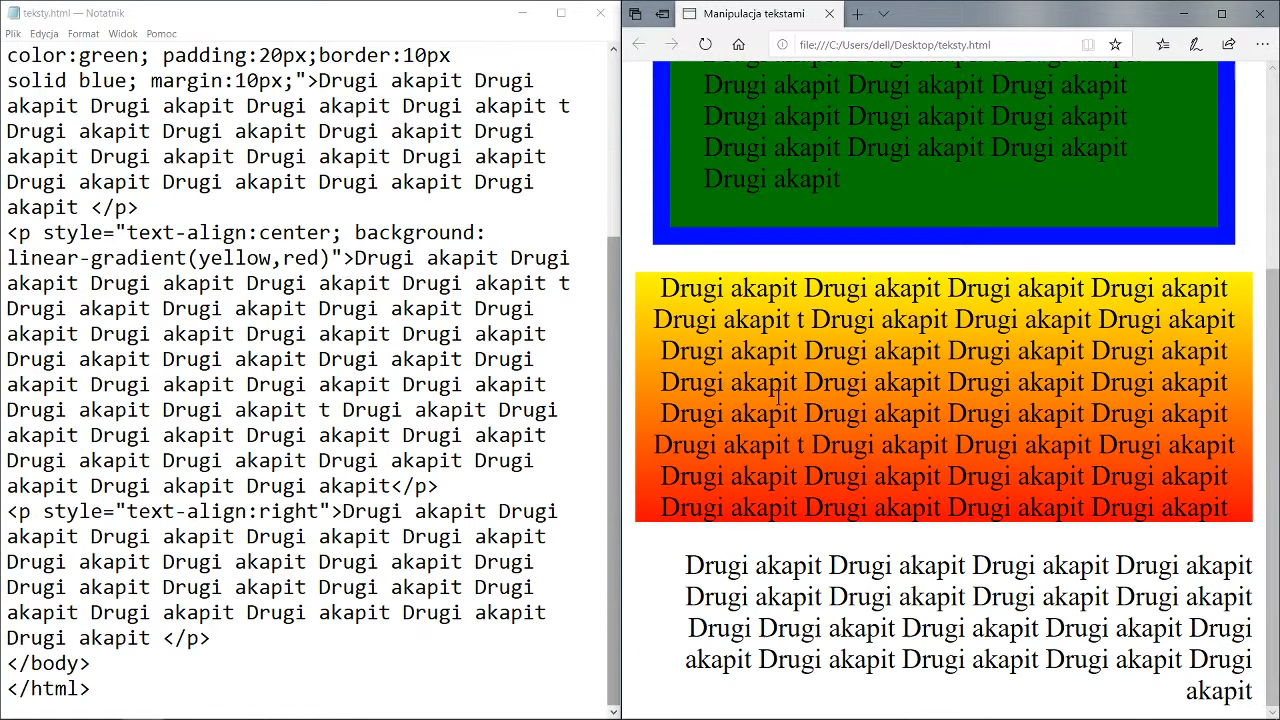 teksty.html — Notatnik
Plik Edycja Format Widok Pomoc
color:green; padding:20px;border:10px
solid blue; margin:10px;">Drugi akapit Drugi
akapit Drugi akapit Drugi akapit Drugi akapit t
Drugi akapit Drugi akapit Drugi akapit Drugi
akapit Drugi akapit Drugi akapit Drugi akapit
Drugi akapit Drugi akapit Drugi akapit Drugi
akapit </p>
<p style="text-align:center; background:
linear-gradient(yellow,red)">Drugi akapit Drugi
akapit Drugi akapit Drugi akapit Drugi akapit t
Drugi akapit Drugi akapit Drugi akapit Drugi
akapit Drugi akapit Drugi akapit Drugi akapit
Drugi akapit Drugi akapit Drugi akapit Drugi
akapit Drugi akapit Drugi akapit Drugi akapit
Drugi akapit Drugi akapit t Drugi akapit Drugi
akapit Drugi akapit Drugi akapit Drugi akapit
Drugi akapit Drugi akapit Drugi akapit Drugi
akapit Drugi akapit Drugi akapit</p>
<p style="text-align:right">Drugi akapit Drugi
akapit Drugi akapit Drugi akapit Drugi akapit
Drugi akapit Drugi akapit Drugi akapit Drugi
Drugi akapit Drugi akapit Drugi akapit Drugi
akapit Drugi akapit Drugi akapit Drugi akapit
Drugi akapit </p>
</body>
</html>
Manipulacja tekstami
file:///C:/Users/dell/Desktop/teksty.html
Drugi akapit Drugi akapit Drugi akapit
Drugi akapit Drugi akapit Drugi akapit
Drugi akapit Drugi akapit Drugi akapit
Drugi akapit
Drugi akapit Drugi akapit Drugi akapit Drugi akapit
Drugi akapit t Drugi akapit Drugi akapit Drugi akapit
Drugi akapit Drugi akapit Drugi akapit Drugi akapit
Drugi akapit Drugi akapit Drugi akapit Drugi akapit
Drugi akapit Drugi akapit Drugi akapit Drugi akapit
Drugi akapit t Drugi akapit Drugi akapit Drugi akapit
Drugi akapit Drugi akapit Drugi akapit Drugi akapit
Drugi akapit Drugi akapit Drugi akapit Drugi akapit
Drugi akapit Drugi akapit Drugi akapit Drugi akapit
Drugi akapit Drugi akapit Drugi akapit Drugi akapit
Drugi Drugi akapit Drugi akapit Drugi akapit Drugi
akapit Drugi akapit Drugi akapit Drugi akapit Drugi
akapit